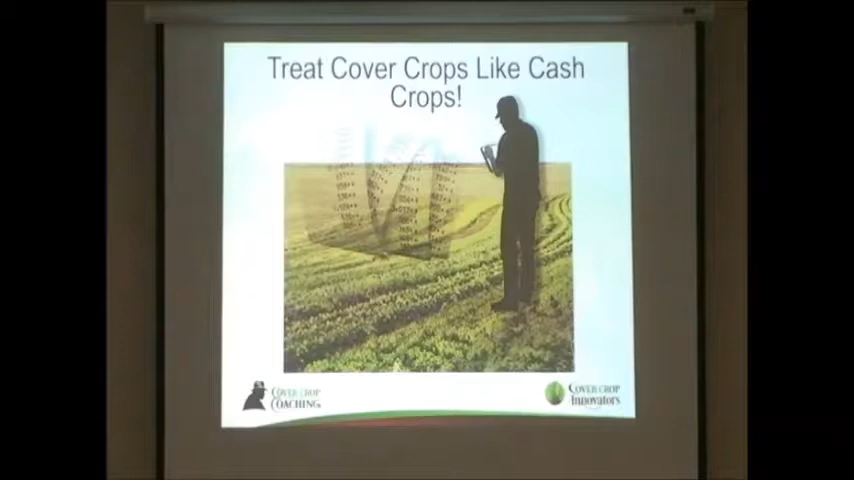 Treat Cover Crops Like Cash
Crops!
COVER CROP
COACHING
COVER CROP
Innovators